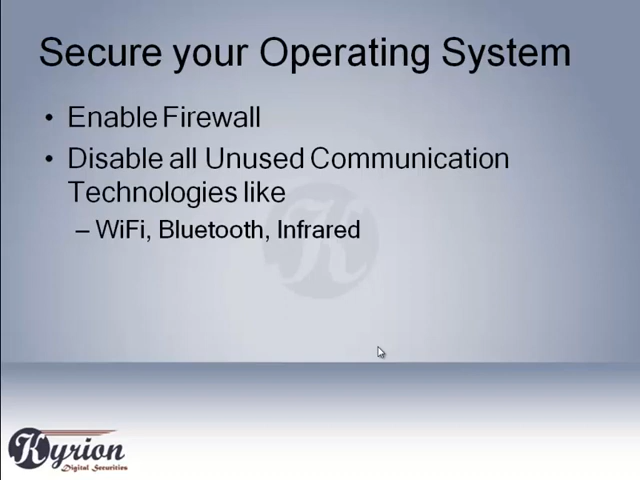 Secure your Operating System
• Enable Firewall
• Disable all Unused Communication
Technologies like
– WiFi, Bluetooth, Infrared
K
Kyrion
Digital Securities